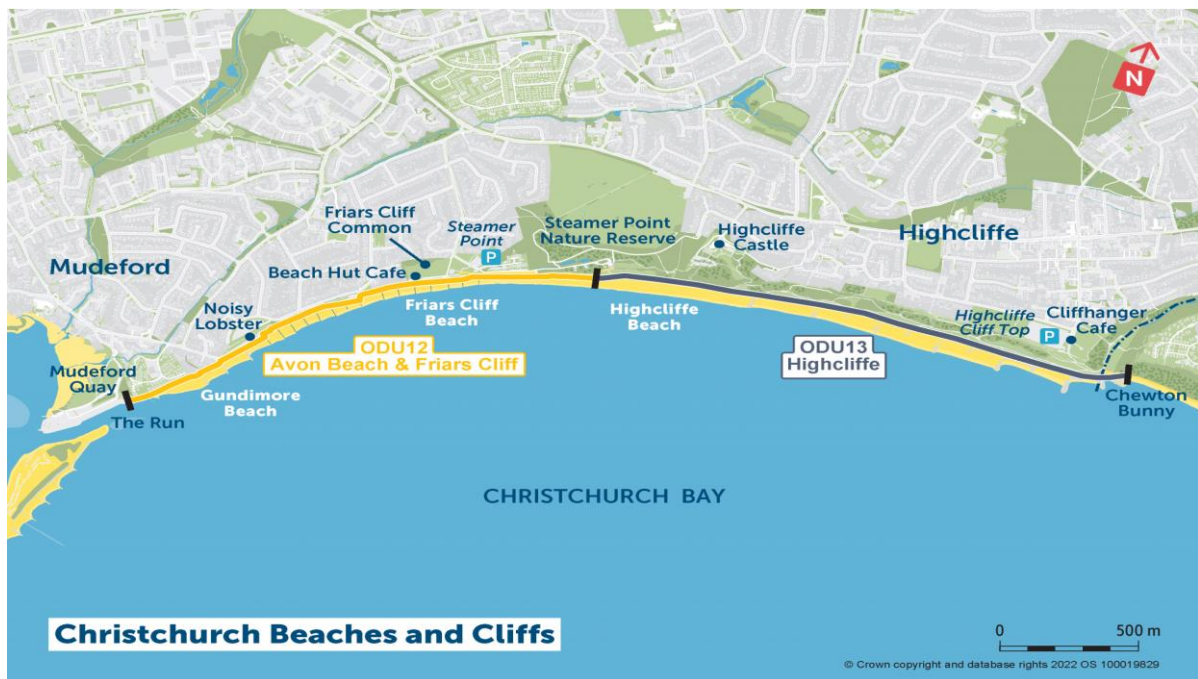 N
Friars Cliff
Common
Steamer
Point
P
Steamer Point
Nature Reserve
Highcliffe
Castle
Highcliffe
Mudeford
Beach Hut Cafe
Noisy
Lobster
Friars Cliff
Beach
Highcliffe
Beach
Highcliffe
Cliff Top
P
Cliffhanger
Cafe
ODU12
Avon Beach & Friars Cliff
ODU13
Highcliffe
Mudeford
Quay
Gundimore
Beach
The Run
Chewton
Bunny
CHRISTCHURCH BAY
Christchurch Beaches and Cliffs
0 500 m
© Crown copyright and database rights 2022 OS 100019829